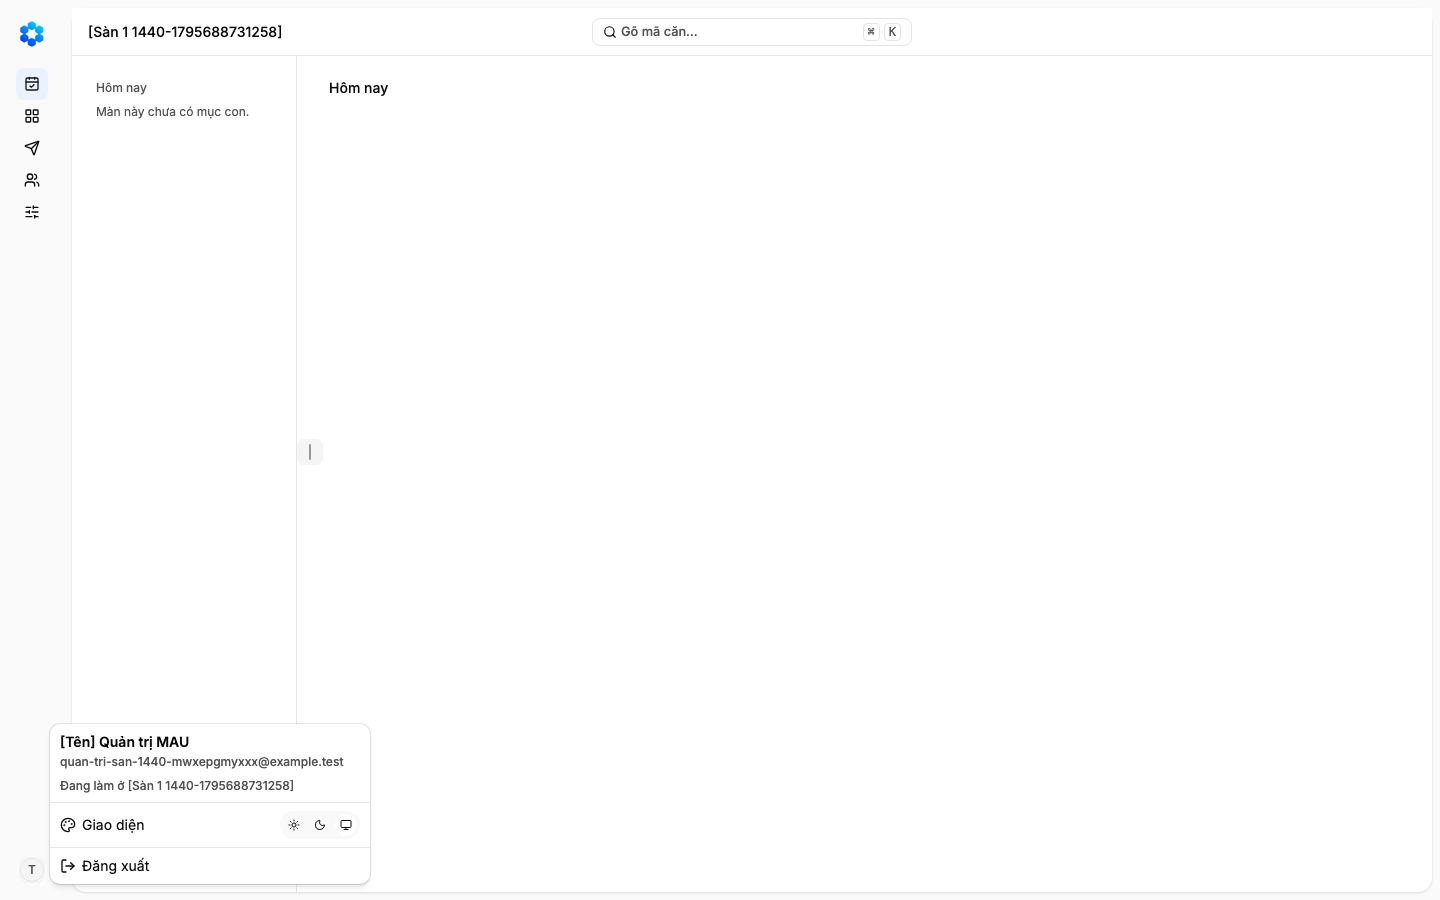 [Sàn 1 1440-1795688731258]
Gõ mã căn...
⌘ K
Hôm nay
Màn này chưa có mục con.
Hôm nay
[Tên] Quản trị MAU
quan-tri-san-1440-mwxepgmyxxx@example.test
Đang làm ở [Sàn 1 1440-1795688731258]
Giao diện
Đăng xuất
T